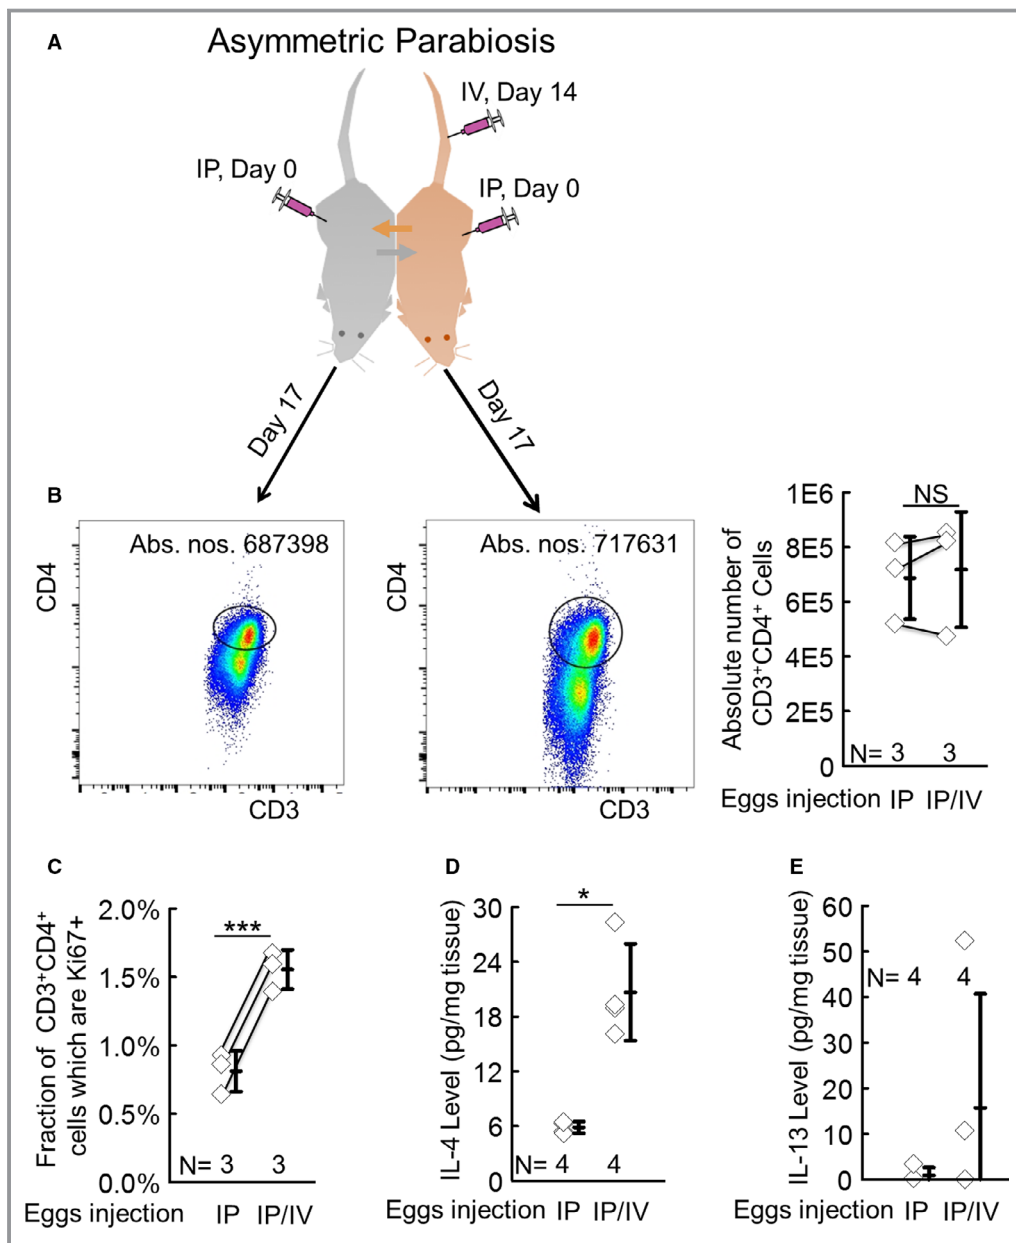 A
Asymmetric Parabiosis
IV, Day 14
IP, Day 0
IP, Day 0
Day 17
Day 17
B
Abs. nos. 687398
CD4
CD3
Abs. nos. 717631
CD4
CD3
Absolute number of
CD3+CD4+ Cells
1E6
8E5
6E5
4E5
2E5
0
NS
N= 3 3
Eggs injection IP IP/IV
C
Fraction of CD3+CD4+
cells which are Ki67+
2.0%
1.5%
1.0%
0.5%
0.0%
***
N= 3 3
Eggs injection IP IP/IV
D
IL-4 Level (pg/mg tissue)
30
24
18
12
6
0
*
N= 4 4
Eggs injection IP IP/IV
E
IL-13 Level (pg/mg tissue)
60
50
40
30
20
10
0
N= 4 4
Eggs injection IP IP/IV